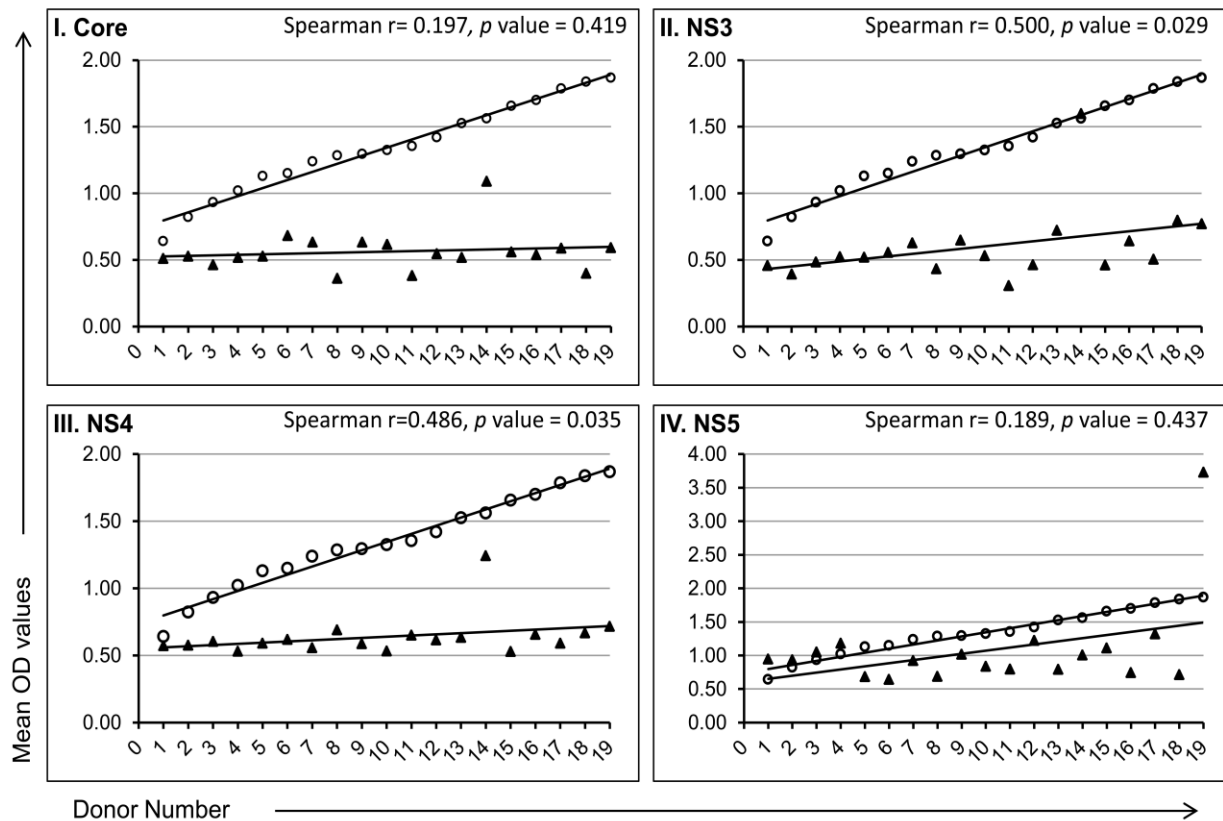 I. Core
Spearman r= 0.197, p value = 0.419
2.00
1.50
1.00
0.50
0.00
0 1 2 3 4 5 6 7 8 9 10 11 12 13 14 15 16 17 18 19
II. NS3
Spearman r= 0.500, p value = 0.029
2.00
1.50
1.00
0.50
0.00
0 1 2 3 4 5 6 7 8 9 10 11 12 13 14 15 16 17 18 19
III. NS4
Spearman r=0.486, p value = 0.035
2.00
1.50
1.00
0.50
0.00
0 1 2 3 4 5 6 7 8 9 10 11 12 13 14 15 16 17 18 19
IV. NS5
Spearman r= 0.189, p value = 0.437
4.00
3.50
3.00
2.50
2.00
1.50
1.00
0.50
0.00
0 1 2 3 4 5 6 7 8 9 10 11 12 13 14 15 16 17 18 19
Mean OD values
Donor Number